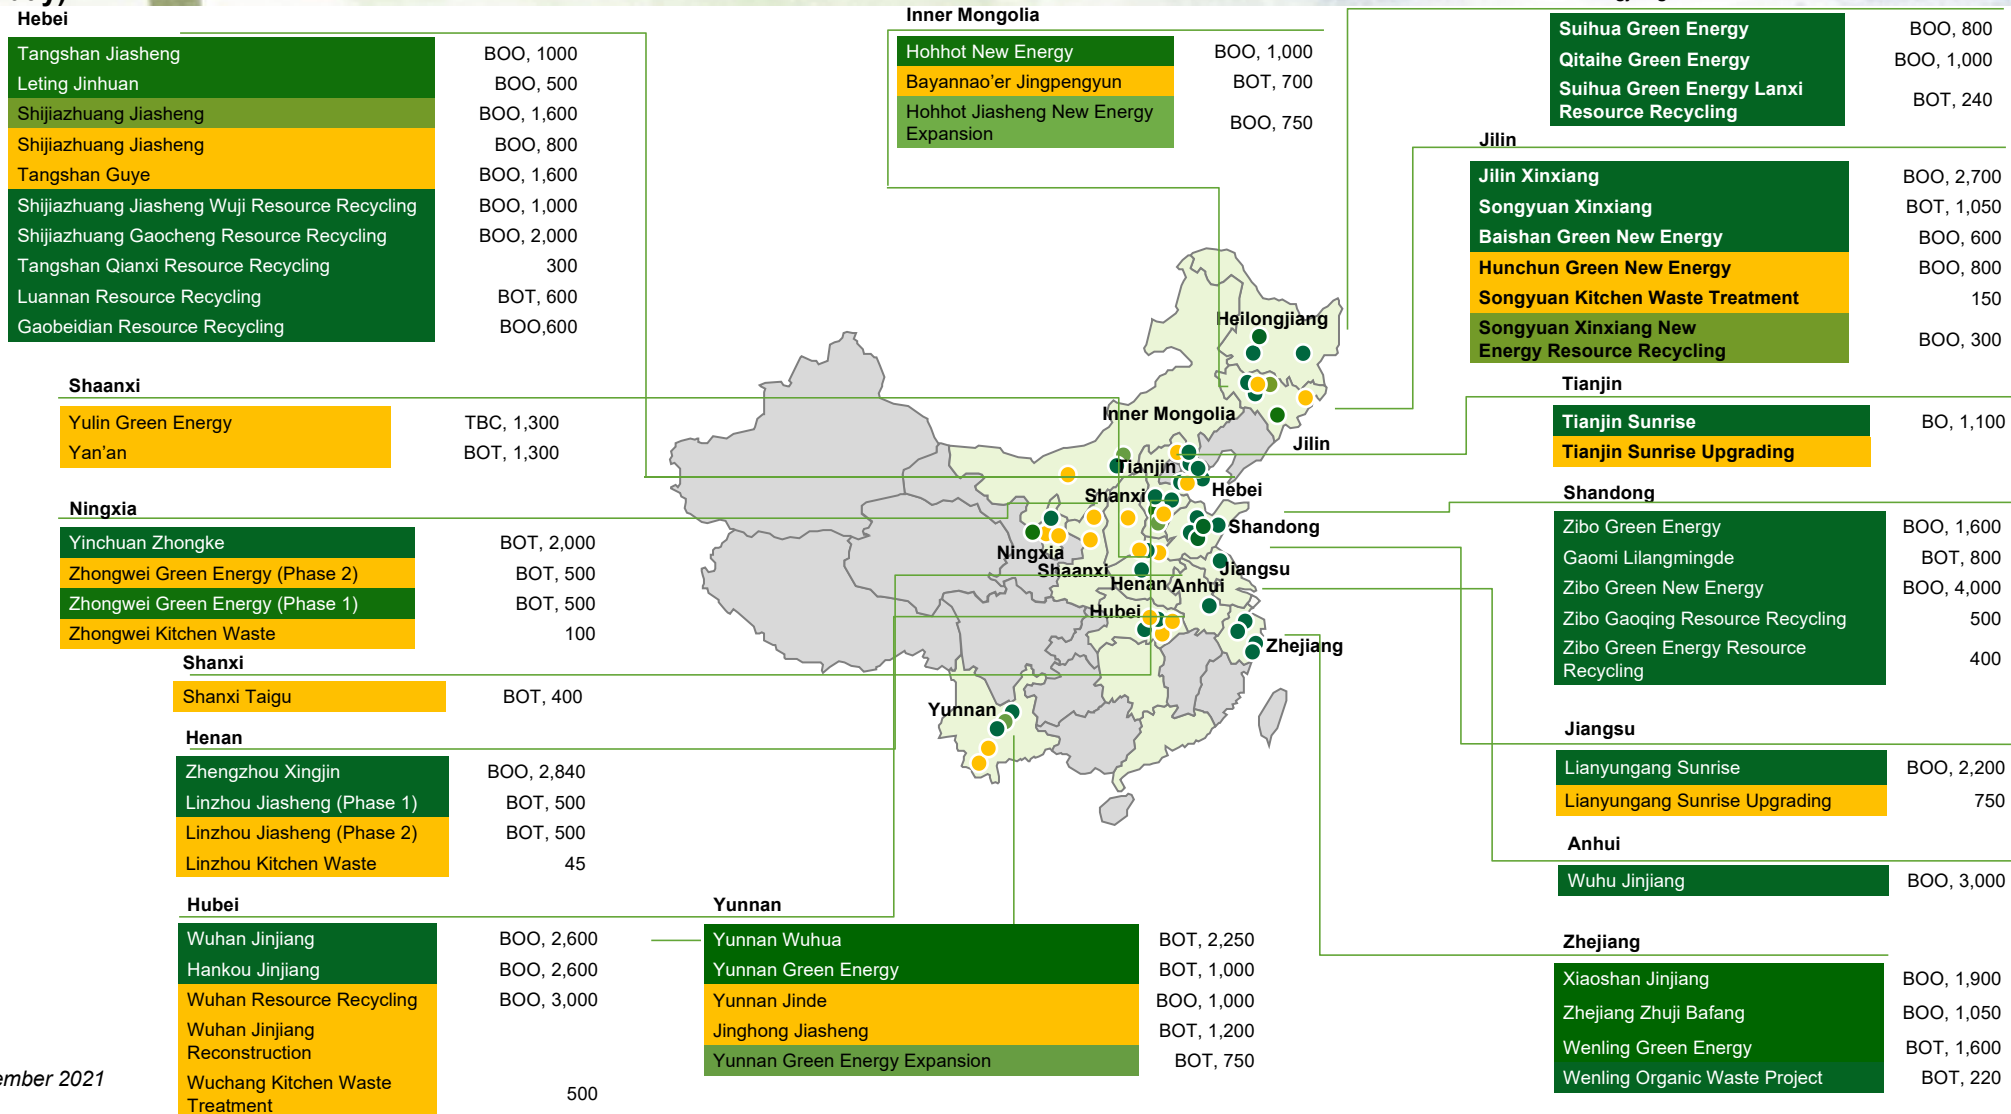 Hebei
Tangshan Jiasheng BOO, 1000
Leting Jinhuan BOO, 500
Shijiazhuang Jiasheng BOO, 1,600
Shijiazhuang Jiasheng BOO, 800
Tangshan Guye BOO, 1,600
Shijiazhuang Jiasheng Wuji Resource Recycling BOO, 1,000
Shijiazhuang Gaocheng Resource Recycling BOO, 2,000
Tangshan Qianxi Resource Recycling 300
Luannan Resource Recycling BOT, 600
Gaobeidian Resource Recycling BOO,600
Inner Mongolia
Hohhot New Energy BOO, 1,000
Bayannao’er Jingpengyun BOT, 700
Hohhot Jiasheng New Energy
Expansion BOO, 750
Suihua Green Energy BOO, 800
Qitaihe Green Energy BOO, 1,000
Suihua Green Energy Lanxi
Resource Recycling BOT, 240
Jilin
Jilin Xinxiang BOO, 2,700
Songyuan Xinxiang BOT, 1,050
Baishan Green New Energy BOO, 600
Hunchun Green New Energy BOO, 800
Songyuan Kitchen Waste Treatment 150
Songyuan Xinxiang New
Energy Resource Recycling BOO, 300
Shaanxi
Yulin Green Energy TBC, 1,300
Yan’an BOT, 1,300
Tianjin
Tianjin Sunrise BO, 1,100
Tianjin Sunrise Upgrading
Ningxia
Yinchuan Zhongke BOT, 2,000
Zhongwei Green Energy (Phase 2) BOT, 500
Zhongwei Green Energy (Phase 1) BOT, 500
Zhongwei Kitchen Waste 100
Shandong
Zibo Green Energy BOO, 1,600
Gaomi Lilangmingde BOT, 800
Zibo Green New Energy BOO, 4,000
Zibo Gaoqing Resource Recycling 500
Zibo Green Energy Resource
Recycling 400
Shanxi
Shanxi Taigu BOT, 400
Henan
Zhengzhou Xingjin BOO, 2,840
Linzhou Jiasheng (Phase 1) BOT, 500
Linzhou Jiasheng (Phase 2) BOT, 500
Linzhou Kitchen Waste 45
Jiangsu
Lianyungang Sunrise BOO, 2,200
Lianyungang Sunrise Upgrading 750
Anhui
Wuhu Jinjiang BOO, 3,000
Hubei
Wuhan Jinjiang BOO, 2,600
Hankou Jinjiang BOO, 2,600
Wuhan Resource Recycling BOO, 3,000
Wuhan Jinjiang
Reconstruction
Wuchang Kitchen Waste
Treatment 500
Yunnan
Yunnan Wuhua BOT, 2,250
Yunnan Green Energy BOT, 1,000
Yunnan Jinde BOO, 1,000
Jinghong Jiasheng BOT, 1,200
Yunnan Green Energy Expansion BOT, 750
Zhejiang
Xiaoshan Jinjiang BOO, 1,900
Zhejiang Zhuji Bafang BOO, 1,050
Wenling Green Energy BOT, 1,600
Wenling Organic Waste Project BOT, 220
Heilongjiang
Inner Mongolia
Jilin
Tianjin
Hebei
Shanxi
Shandong
Ningxia
Shaanxi
Jiangsu
Henan
Anhui
Hubei
Zhejiang
Yunnan
2021